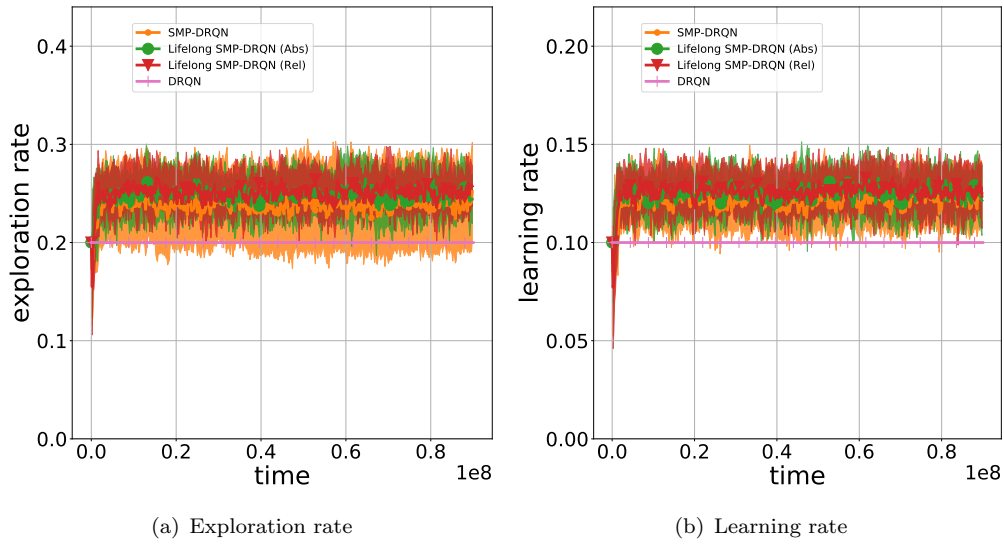 SMP-DRQN
Lifelong SMP-DRQN (Abs)
Lifelong SMP-DRQN (Rel)
DRQN
exploration rate
0.4
0.3
0.2
0.1
0.0
0.0 0.2 0.4 0.6 0.8
1e8
time
(a) Exploration rate
SMP-DRQN
Lifelong SMP-DRQN (Abs)
Lifelong SMP-DRQN (Rel)
DRQN
learning rate
0.20
0.15
0.10
0.05
0.00
0.0 0.2 0.4 0.6 0.8
1e8
time
(b) Learning rate